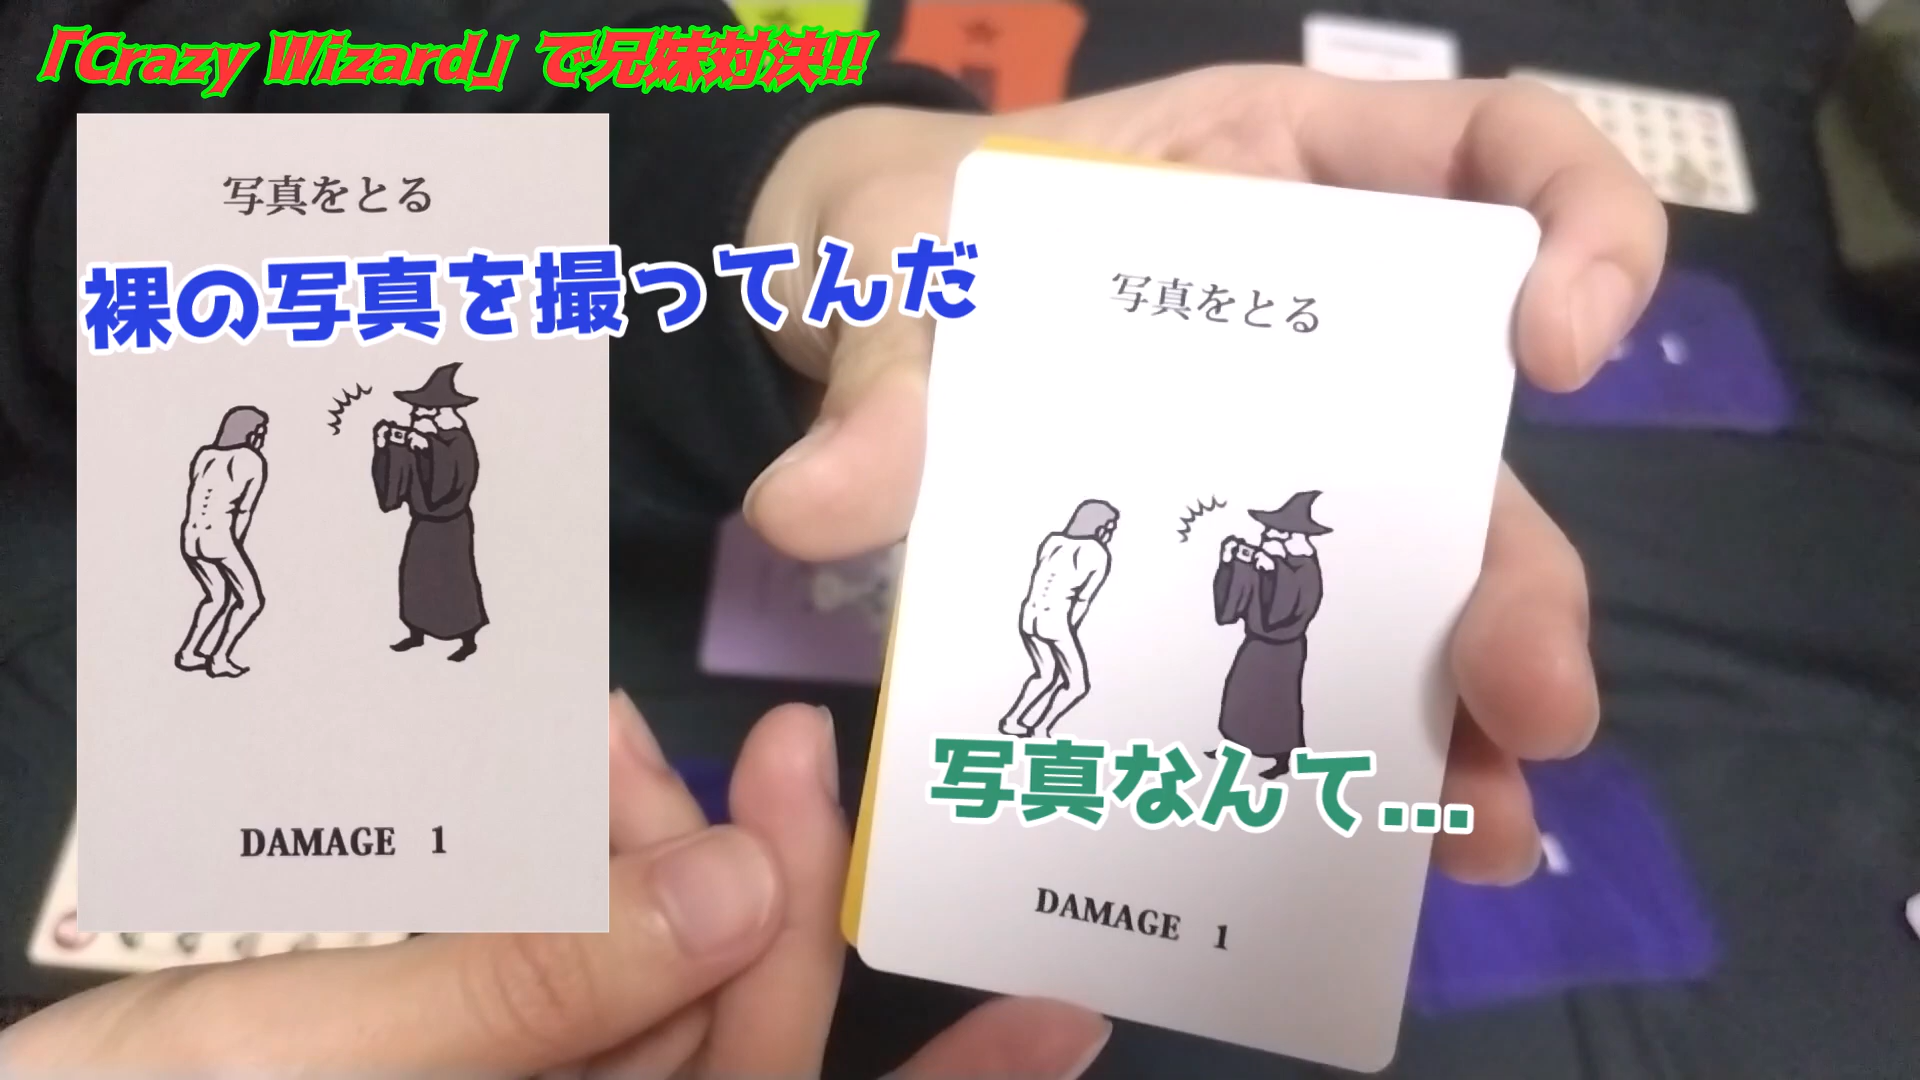 「Crazy Wizard」で兄妹対決!!
写真をとる
裸の写真を撮ってんだ
DAMAGE 1
写真をとる
写真なんて...
DAMAGE 1